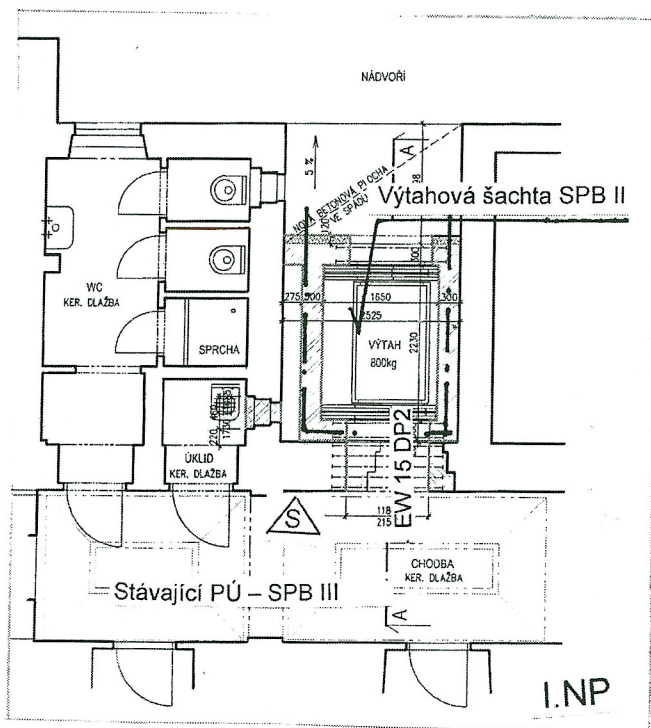 NÁDVOŘÍ
5 %
A
NOVÁ BETONOVÁ PLOCHA
VE SPÁDU
Výtahová šachta SPB II
WC
KER. DLAŽBA
275
300
1650
300
2525
SPRCHA
VÝTAH
800kg
2230
EW 15 DP2
ÚKLID
KER. DLAŽBA
S
118
215
CHODBA
KER. DLAŽBA
Stávající PÚ – SPB III
A
I.NP